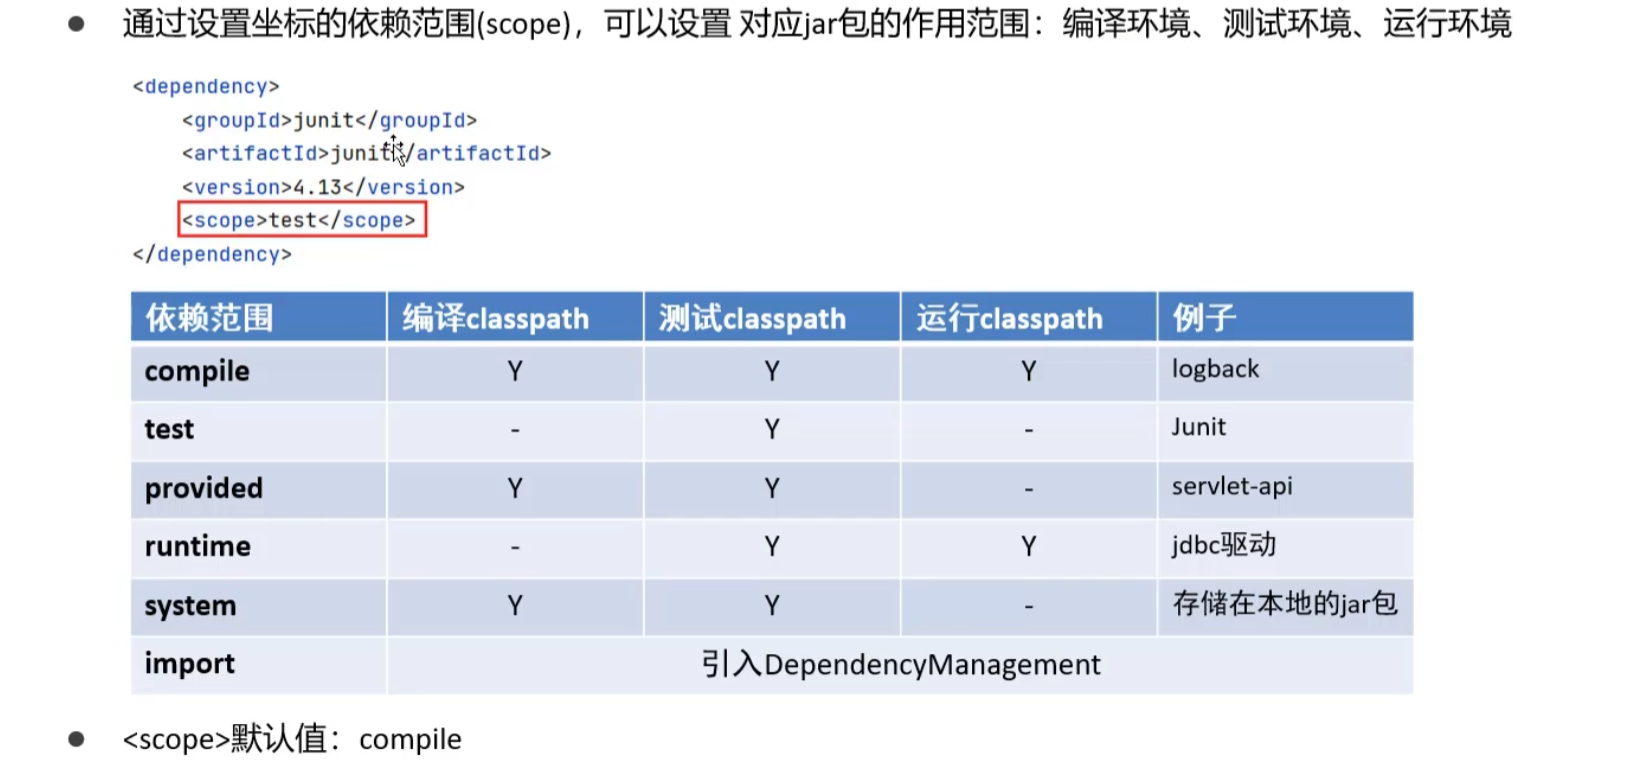 通过设置坐标的依赖范围(scope)，可以设置 对应jar包的作用范围：编译环境、测试环境、运行环境
<dependency>
<groupId>junit</groupId>
<artifactId>junit</artifactId>
<version>4.13</version>
<scope>test</scope>
</dependency>
依赖范围 编译classpath 测试classpath 运行classpath 例子
compile Y Y Y logback
test - Y - Junit
provided Y Y - servlet-api
runtime - Y Y jdbc驱动
system Y Y - 存储在本地的jar包
import 引入DependencyManagement
<scope>默认值：compile